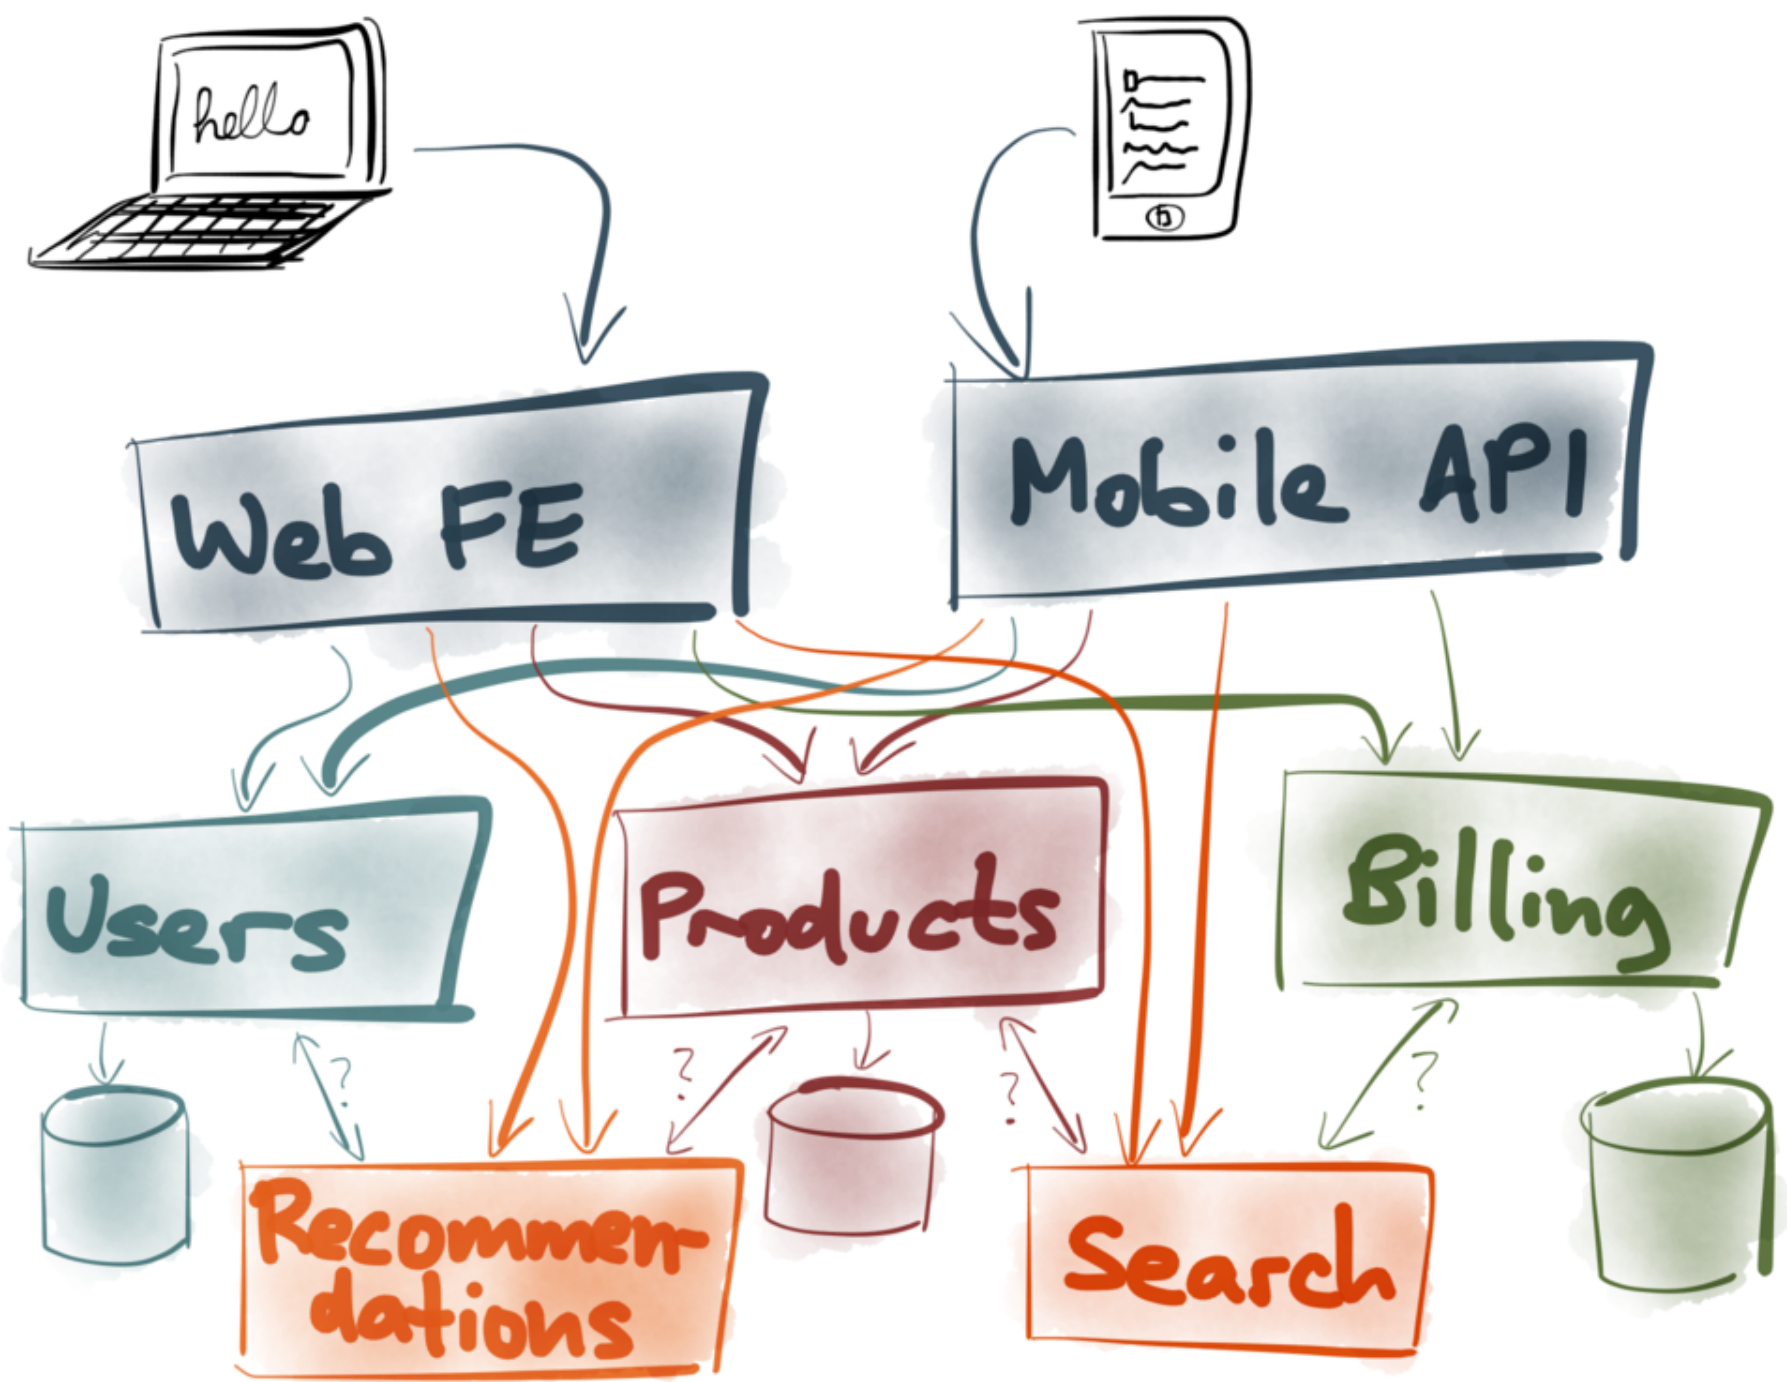 hello
Web FE
Mobile API
Users
Products
Billing
?
?
?
?
Recommen-
dations
Search